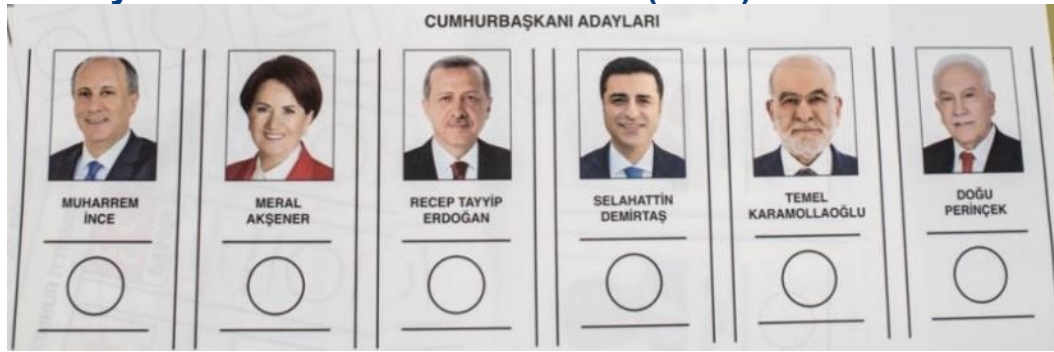 CUMHURBAŞKANI ADAYLARI
MUHARREM
İNCE
MERAL
AKŞENER
RECEP TAYYİP
ERDOĞAN
SELAHATTİN
DEMİRTAŞ
TEMEL
KARAMOLLAOĞLU
DOĞU
PERİNÇEK